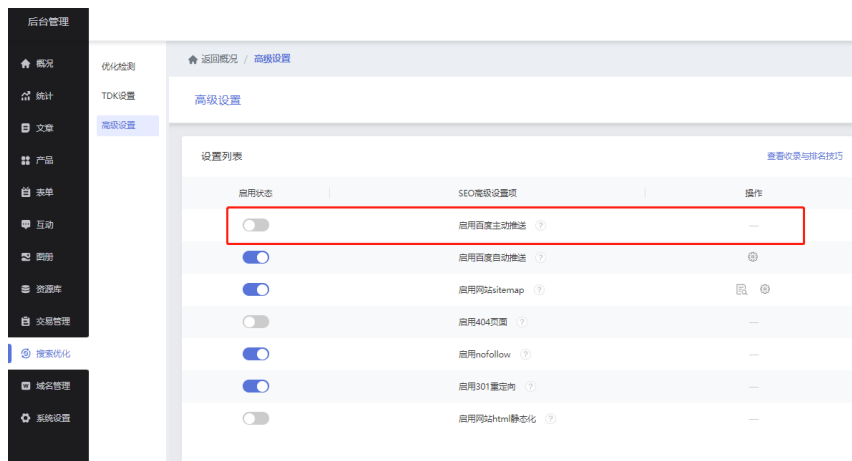 后台管理
概况
统计
文章
产品
表单
互动
图册
资源库
交易管理
搜索优化
域名管理
系统设置
优化检测
TDK设置
高级设置
返回概况 / 高级设置
高级设置
设置列表 查看收录与排名技巧
启用状态 SEO高级设置项 操作
启用百度主动推送 ? —
启用百度自动推送 ?
启用网站sitemap ?
启用404页面 ? —
启用nofollow ? —
启用301重定向 ? —
启用网站html静态化 ? —